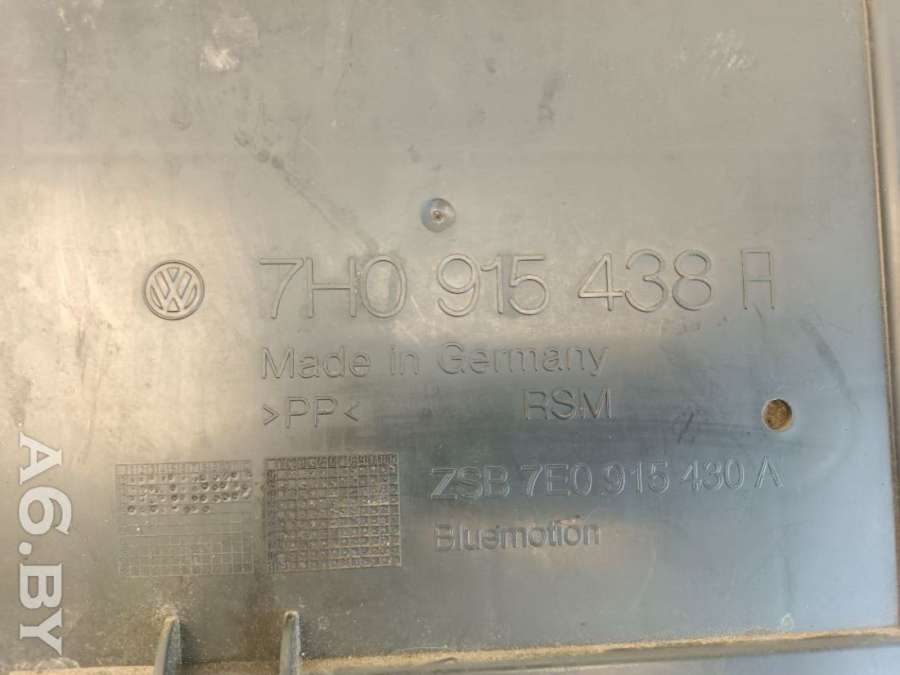 7H0 915 438 A
Made in Germany
>PP< RSM
ZSB 7E0 915 430 A
Bluemotion
A6.BY